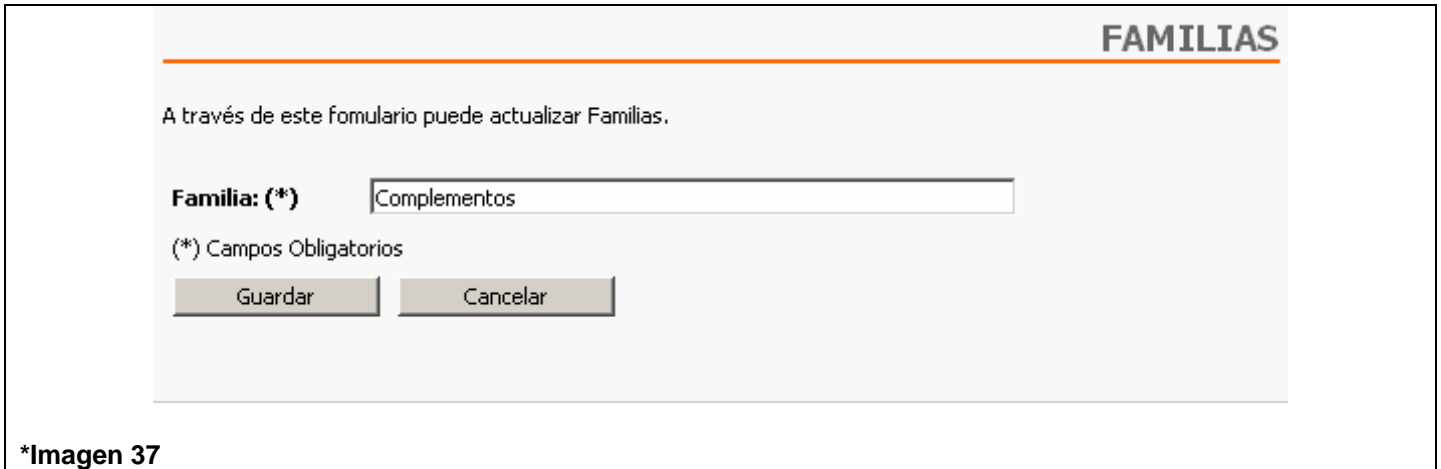 FAMILIAS
A través de este fomulario puede actualizar Familias.
Familia: (*) Complementos
(*) Campos Obligatorios
Guardar Cancelar
*Imagen 37